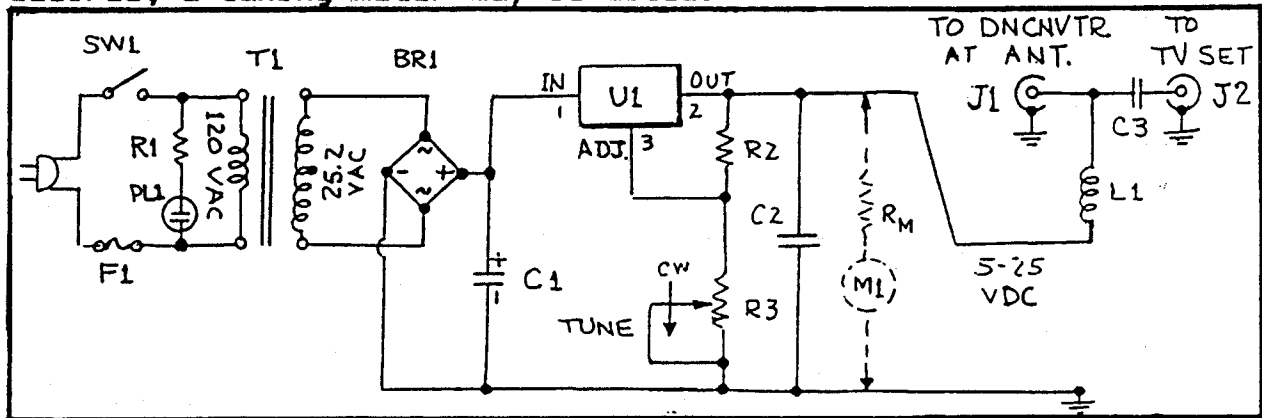 SW1
T1
BR1
IN
1
U1
OUT
2
ADJ. 3
TO DNCNVTR.
AT ANT.
TO
TV SET
J1
J2
C3
R1
PL1
120 VAC
25.2
VAC
~
-
+
~
R2
C2
RM
L1
F1
+
-
C1
CW
TUNE
R3
M1
5-25
VDC